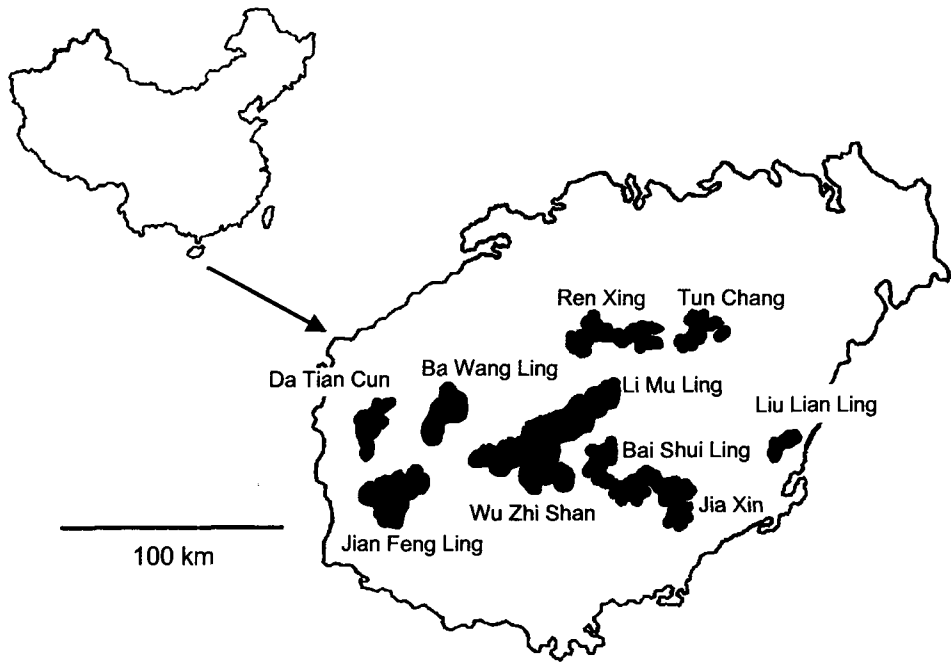 Ren Xing
Tun Chang
Da Tian Cun
Ba Wang Ling
Li Mu Ling
Liu Lian Ling
Bai Shui Ling
Wu Zhi Shan
Jia Xin
Jian Feng Ling
100 km